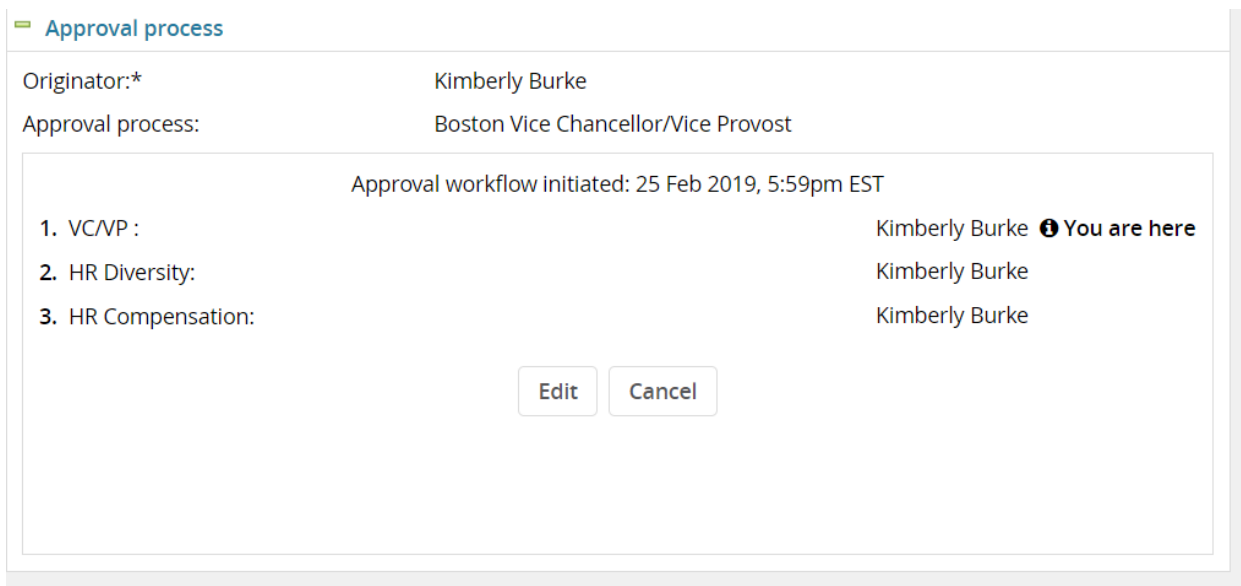 Approval process
Originator:* Kimberly Burke
Approval process: Boston Vice Chancellor/Vice Provost
Approval workflow initiated: 25 Feb 2019, 5:59pm EST
1. VC/VP : Kimberly Burke You are here
2. HR Diversity: Kimberly Burke
3. HR Compensation: Kimberly Burke
Edit Cancel